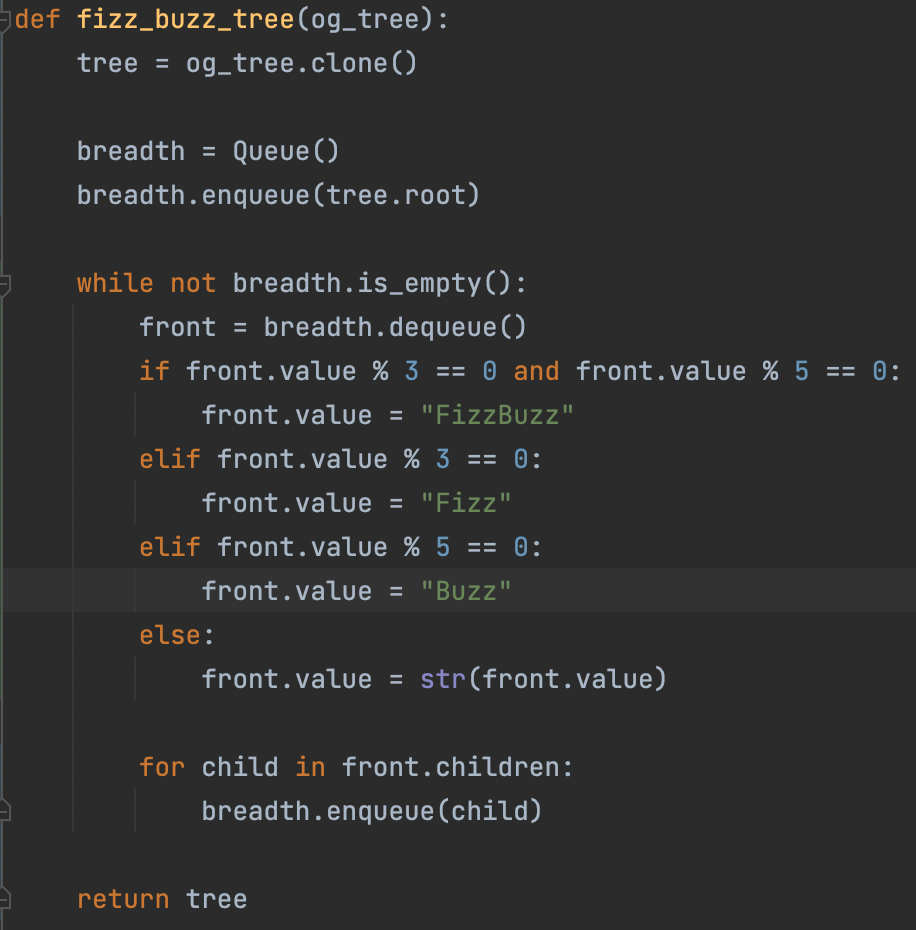 def fizz_buzz_tree(og_tree):
    tree = og_tree.clone()

    breadth = Queue()
    breadth.enqueue(tree.root)

    while not breadth.is_empty():
        front = breadth.dequeue()
        if front.value % 3 == 0 and front.value % 5 == 0:
            front.value = "FizzBuzz"
        elif front.value % 3 == 0:
            front.value = "Fizz"
        elif front.value % 5 == 0:
            front.value = "Buzz"
        else:
            front.value = str(front.value)

        for child in front.children:
            breadth.enqueue(child)

    return tree